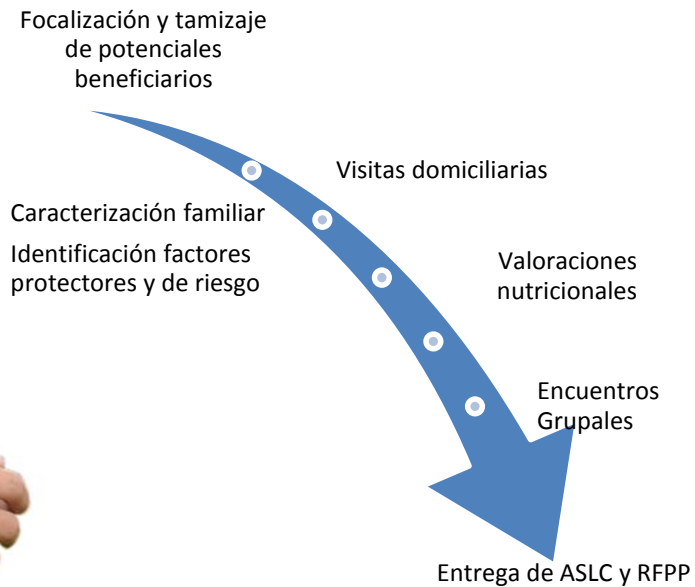 Focalización y tamizaje
de potenciales
beneficiarios
Visitas domiciliarias
Caracterización familiar
Identificación factores
protectores y de riesgo
Valoraciones
nutricionales
Encuentros
Grupales
Entrega de ASLC y RFPP